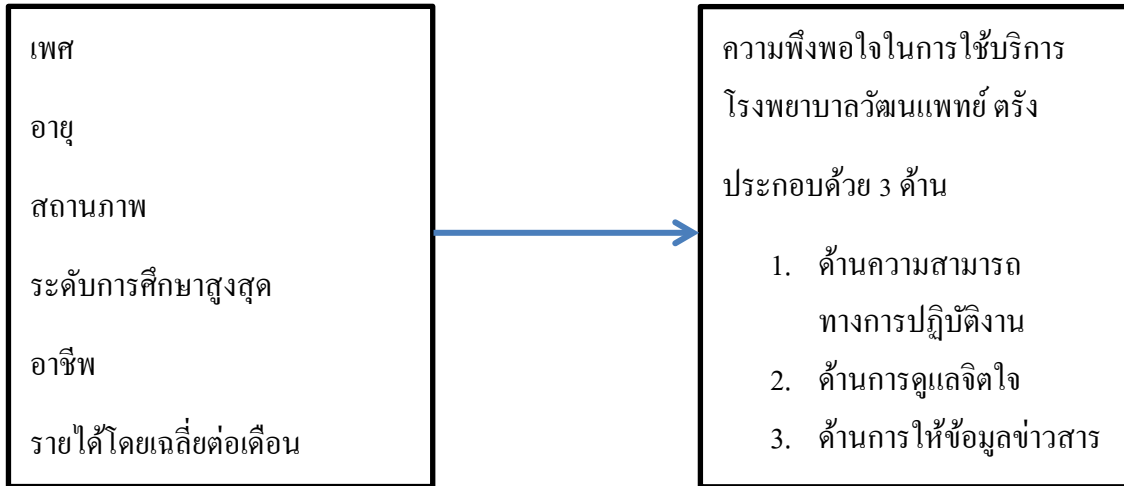 เพศ
อายุ
สถานภาพ
ระดับการศึกษาสูงสุด
อาชีพ
รายได้โดยเฉลี่ยต่อเดือน
ความพึงพอใจในการใช้บริการ
โรงพยาบาลวัฒนแพทย์ ตรัง
ประกอบด้วย 3 ด้าน
1. ด้านความสามารถ
ทางการปฏิบัติงาน
2. ด้านการดูแลจิตใจ
3. ด้านการให้ข้อมูลข่าวสาร